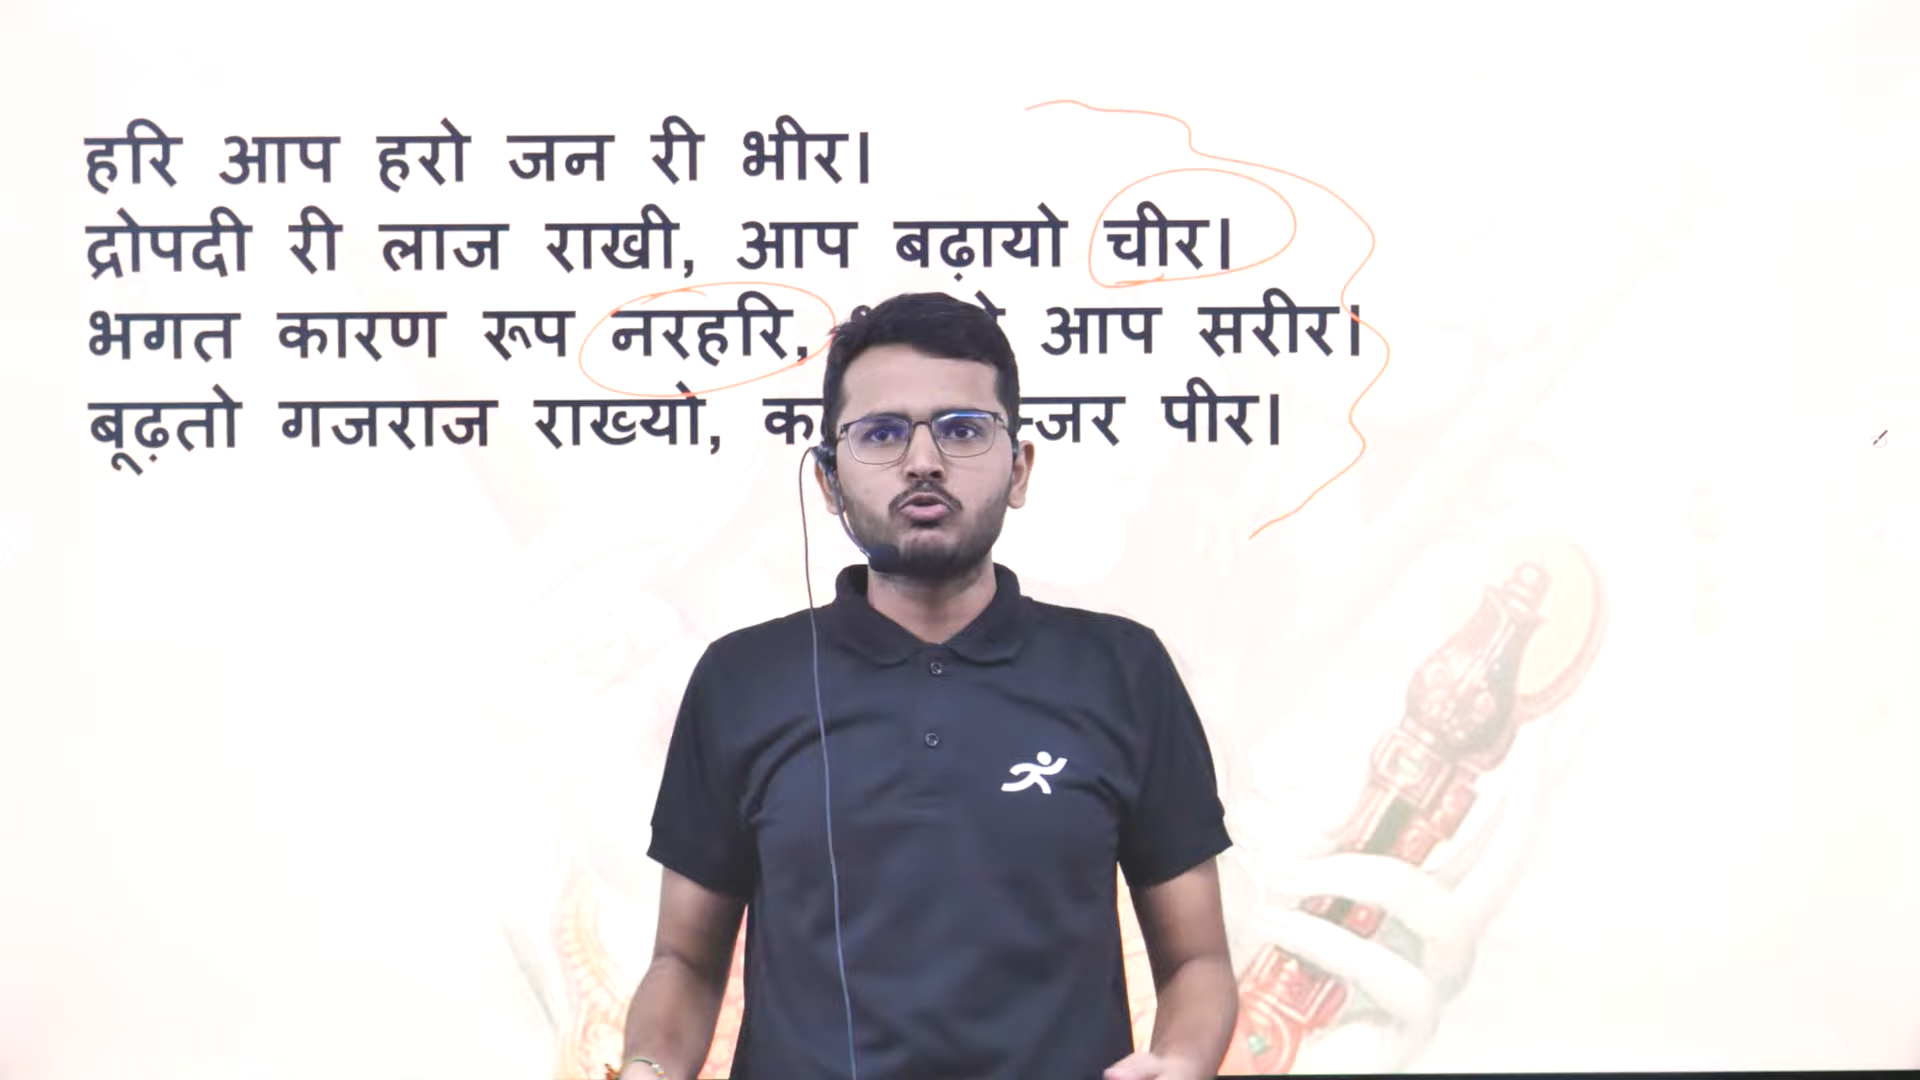 हरि आप हरो जन री भीर।
द्रोपदी री लाज राखी, आप बढ़ायो चीर।
भगत कारण रूप नरहरि, आप सरीर।
बूढ़तो गजराज राख्यो, पीर।